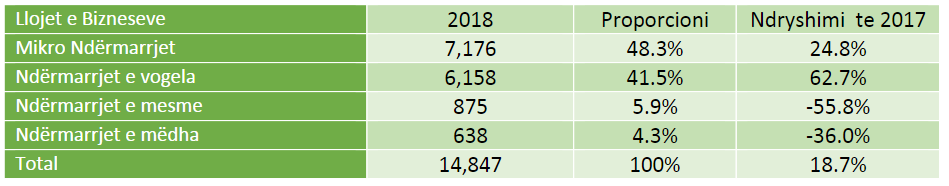 Llojet e Bizneseve 2018 Proporcioni Ndryshimi te 2017
Mikro Ndërmarrjet 7,176 48.3% 24.8%
Ndërmarrjet e vogela 6,158 41.5% 62.7%
Ndërmarrjet e mesme 875 5.9% -55.8%
Ndërmarrjet e mëdha 638 4.3% -36.0%
Total 14,847 100% 18.7%